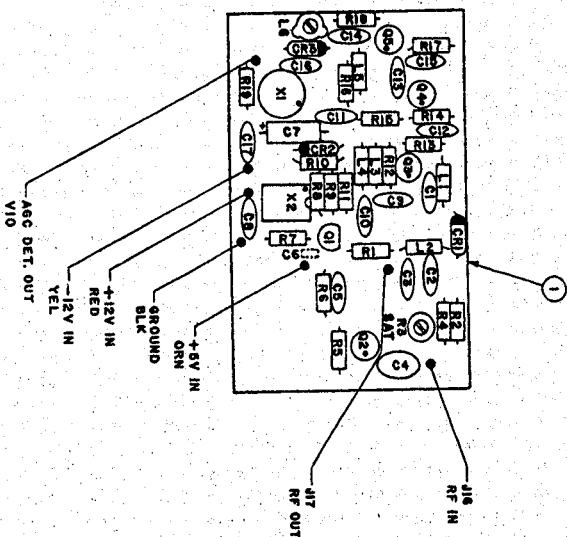 L6
R18
C14
Q5
R17
CR3
C15
C16
L5
R16
C13
R19
X1
Q4
C11
R15
R14
C7
C12
R13
CR2
R10
C17
L4
L3
R12
Q3
L1
C1
X2
R8
R9
R11
C9
C8
C10
CR1
R7
Q1
R1
L2
C6
C3
C2
R6
C5
R3
SAT
R4
R2
R5
Q2
C4
1
AGC DET. OUT
VIO
-12V IN
YEL
+12V IN
RED
GROUND
BLK
+5V IN
ORN
J17
RF OUT
J16
RF IN